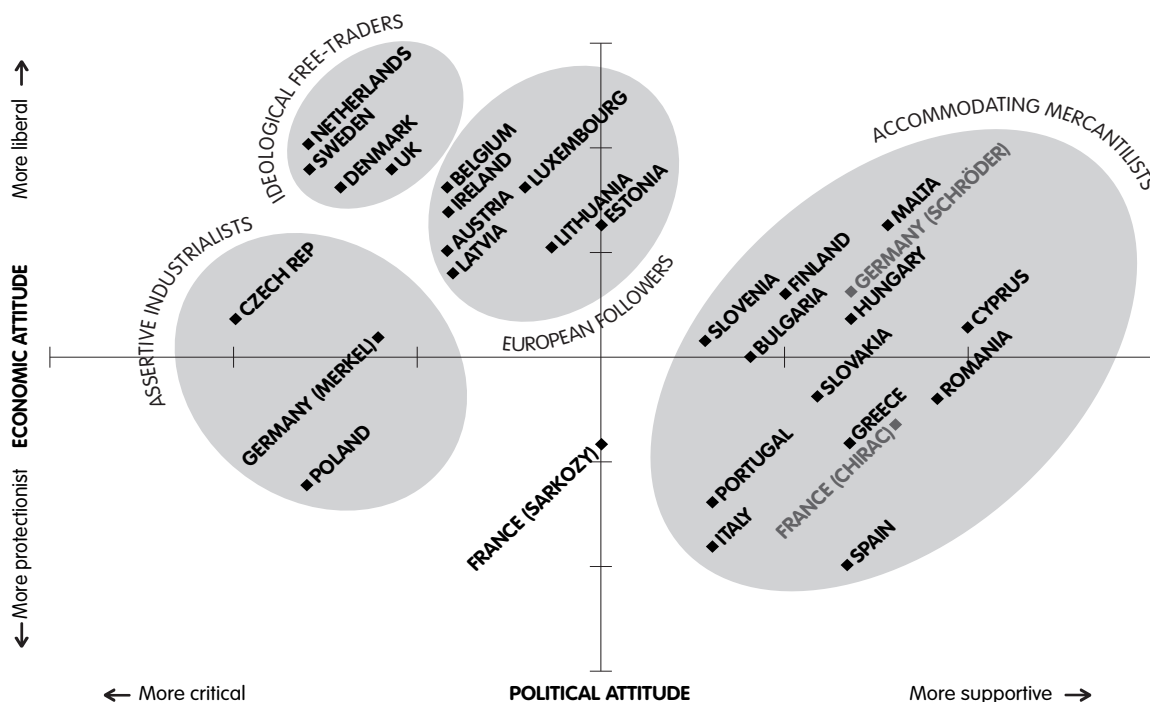 IDEOLOGICAL FREE-TRADERS
NETHERLANDS
SWEDEN
DENMARK
UK
BELGIUM
IRELAND
AUSTRIA
LATVIA
LUXEMBOURG
LITHUANIA
ESTONIA
EUROPEAN FOLLOWERS
ACCOMMODATING MERCANTILISTS
MALTA
GERMANY (SCHRÖDER)
FINLAND
HUNGARY
SLOVENIA
BULGARIA
CYPRUS
SLOVAKIA
ROMANIA
GREECE
FRANCE (CHIRAC)
PORTUGAL
ITALY
SPAIN
ASSERTIVE INDUSTRIALISTS
CZECH REP
GERMANY (MERKEL)
POLAND
FRANCE (SARKOZY)
More liberal
ECONOMIC ATTITUDE
More protectionist
More critical
POLITICAL ATTITUDE
More supportive